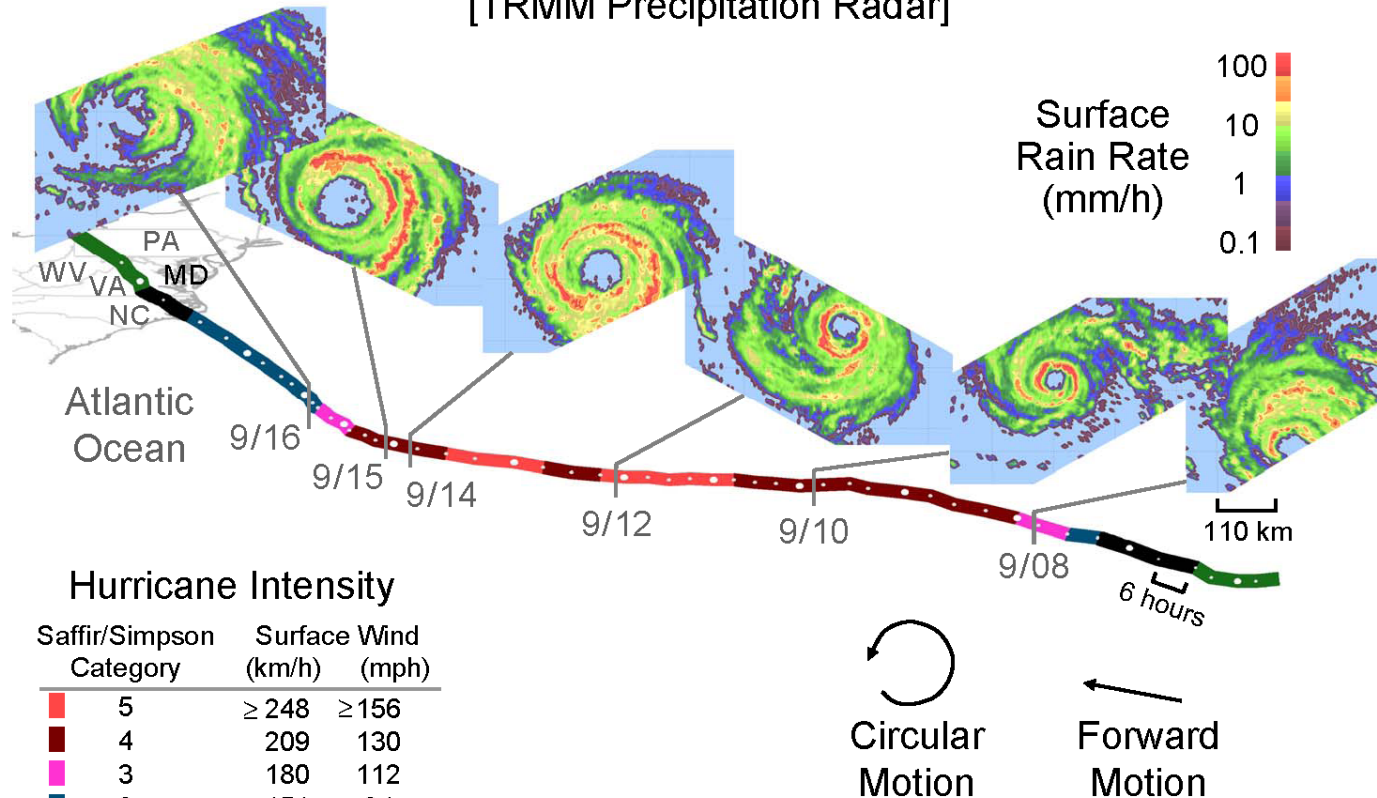 [TRMM Precipitation Radar]
100
10
1
0.1
Surface
Rain Rate
(mm/h)
PA
WV
VA
MD
NC
Atlantic
Ocean
9/16
9/15
9/14
9/12
9/10
9/08
110 km
6 hours
Hurricane Intensity
Saffir/Simpson Surface Wind
Category (km/h) (mph)
5 ≥ 248 ≥156
4 209 130
3 180 112
Circular
Motion
Forward
Motion